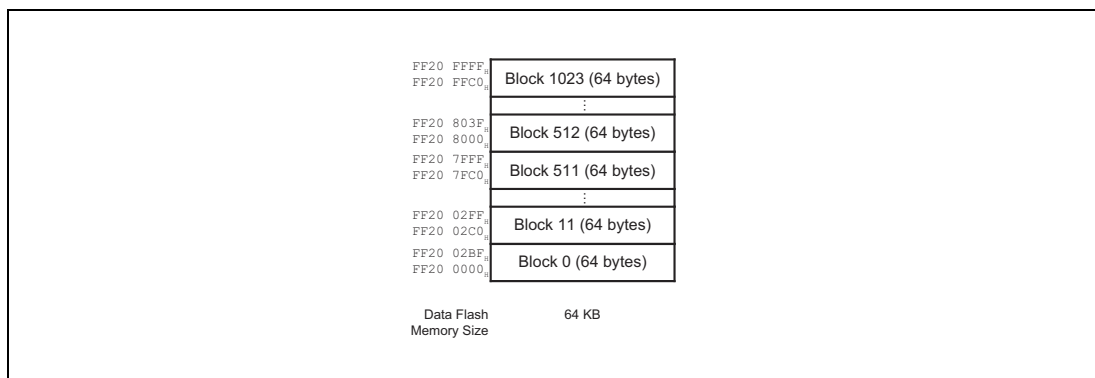 FF20 FFFFH
FF20 FFC0H
Block 1023 (64 bytes)
⋮
FF20 803FH
FF20 8000H
Block 512 (64 bytes)
FF20 7FFFH
FF20 7FC0H
Block 511 (64 bytes)
⋮
FF20 02FFH
FF20 02C0H
Block 11 (64 bytes)
FF20 02BFH
FF20 0000H
Block 0 (64 bytes)
Data Flash 64 KB
Memory Size